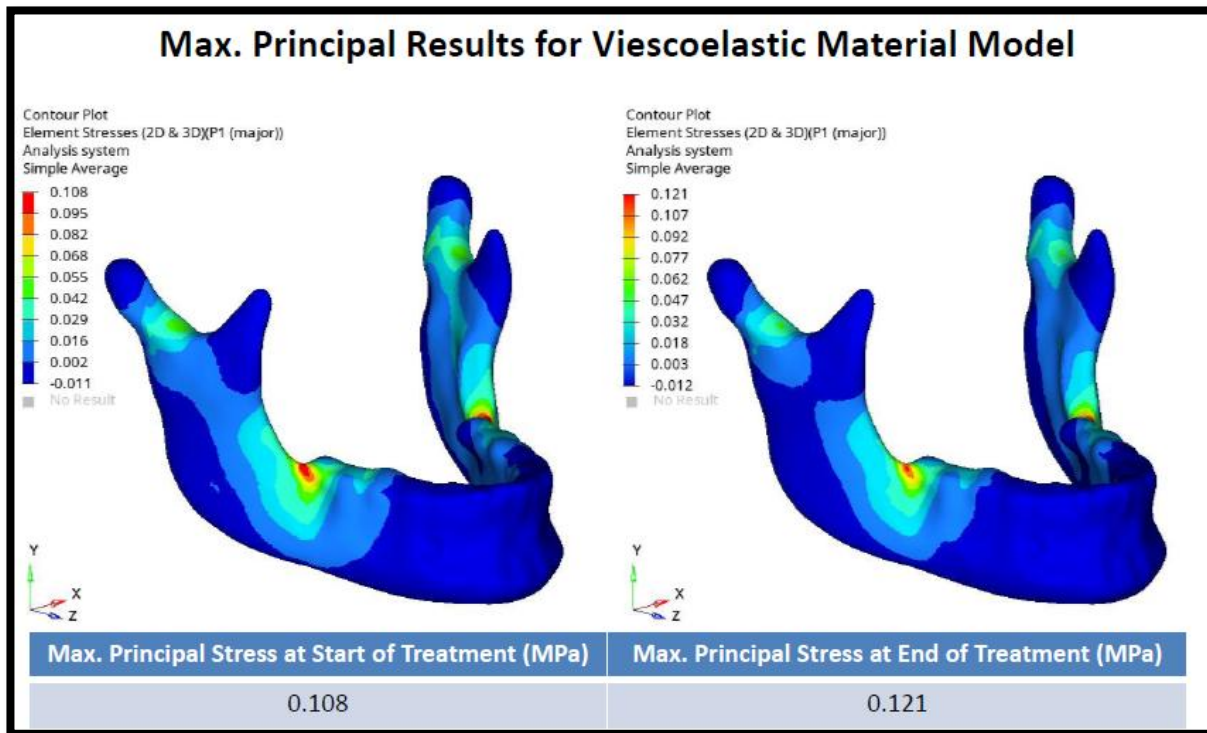 Max. Principal Results for Viescoelastic Material Model
Contour Plot
Element Stresses (2D & 3D)(P1 (major))
Analysis system
Simple Average
0.108
0.095
0.082
0.068
0.055
0.042
0.029
0.016
0.002
-0.011
No Result
Y
X
Z
Contour Plot
Element Stresses (2D & 3D)(P1 (major))
Analysis system
Simple Average
0.121
0.107
0.092
0.077
0.062
0.047
0.032
0.018
0.003
-0.012
No Result
Y
X
Z
Max. Principal Stress at Start of Treatment (MPa)
Max. Principal Stress at End of Treatment (MPa)
0.108
0.121